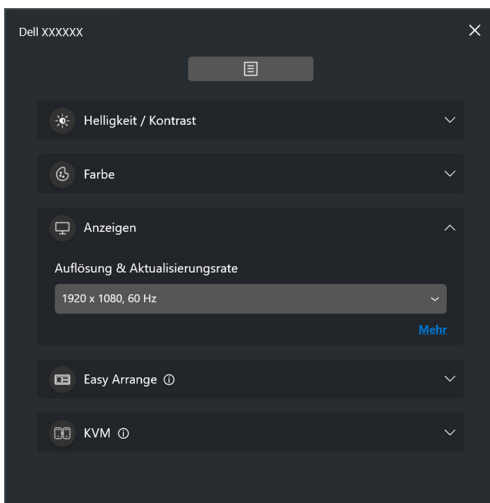 Dell XXXXXX
Helligkeit / Kontrast
Farbe
Anzeigen
Auflösung & Aktualisierungsrate
1920 x 1080, 60 Hz
Mehr
Easy Arrange
KVM